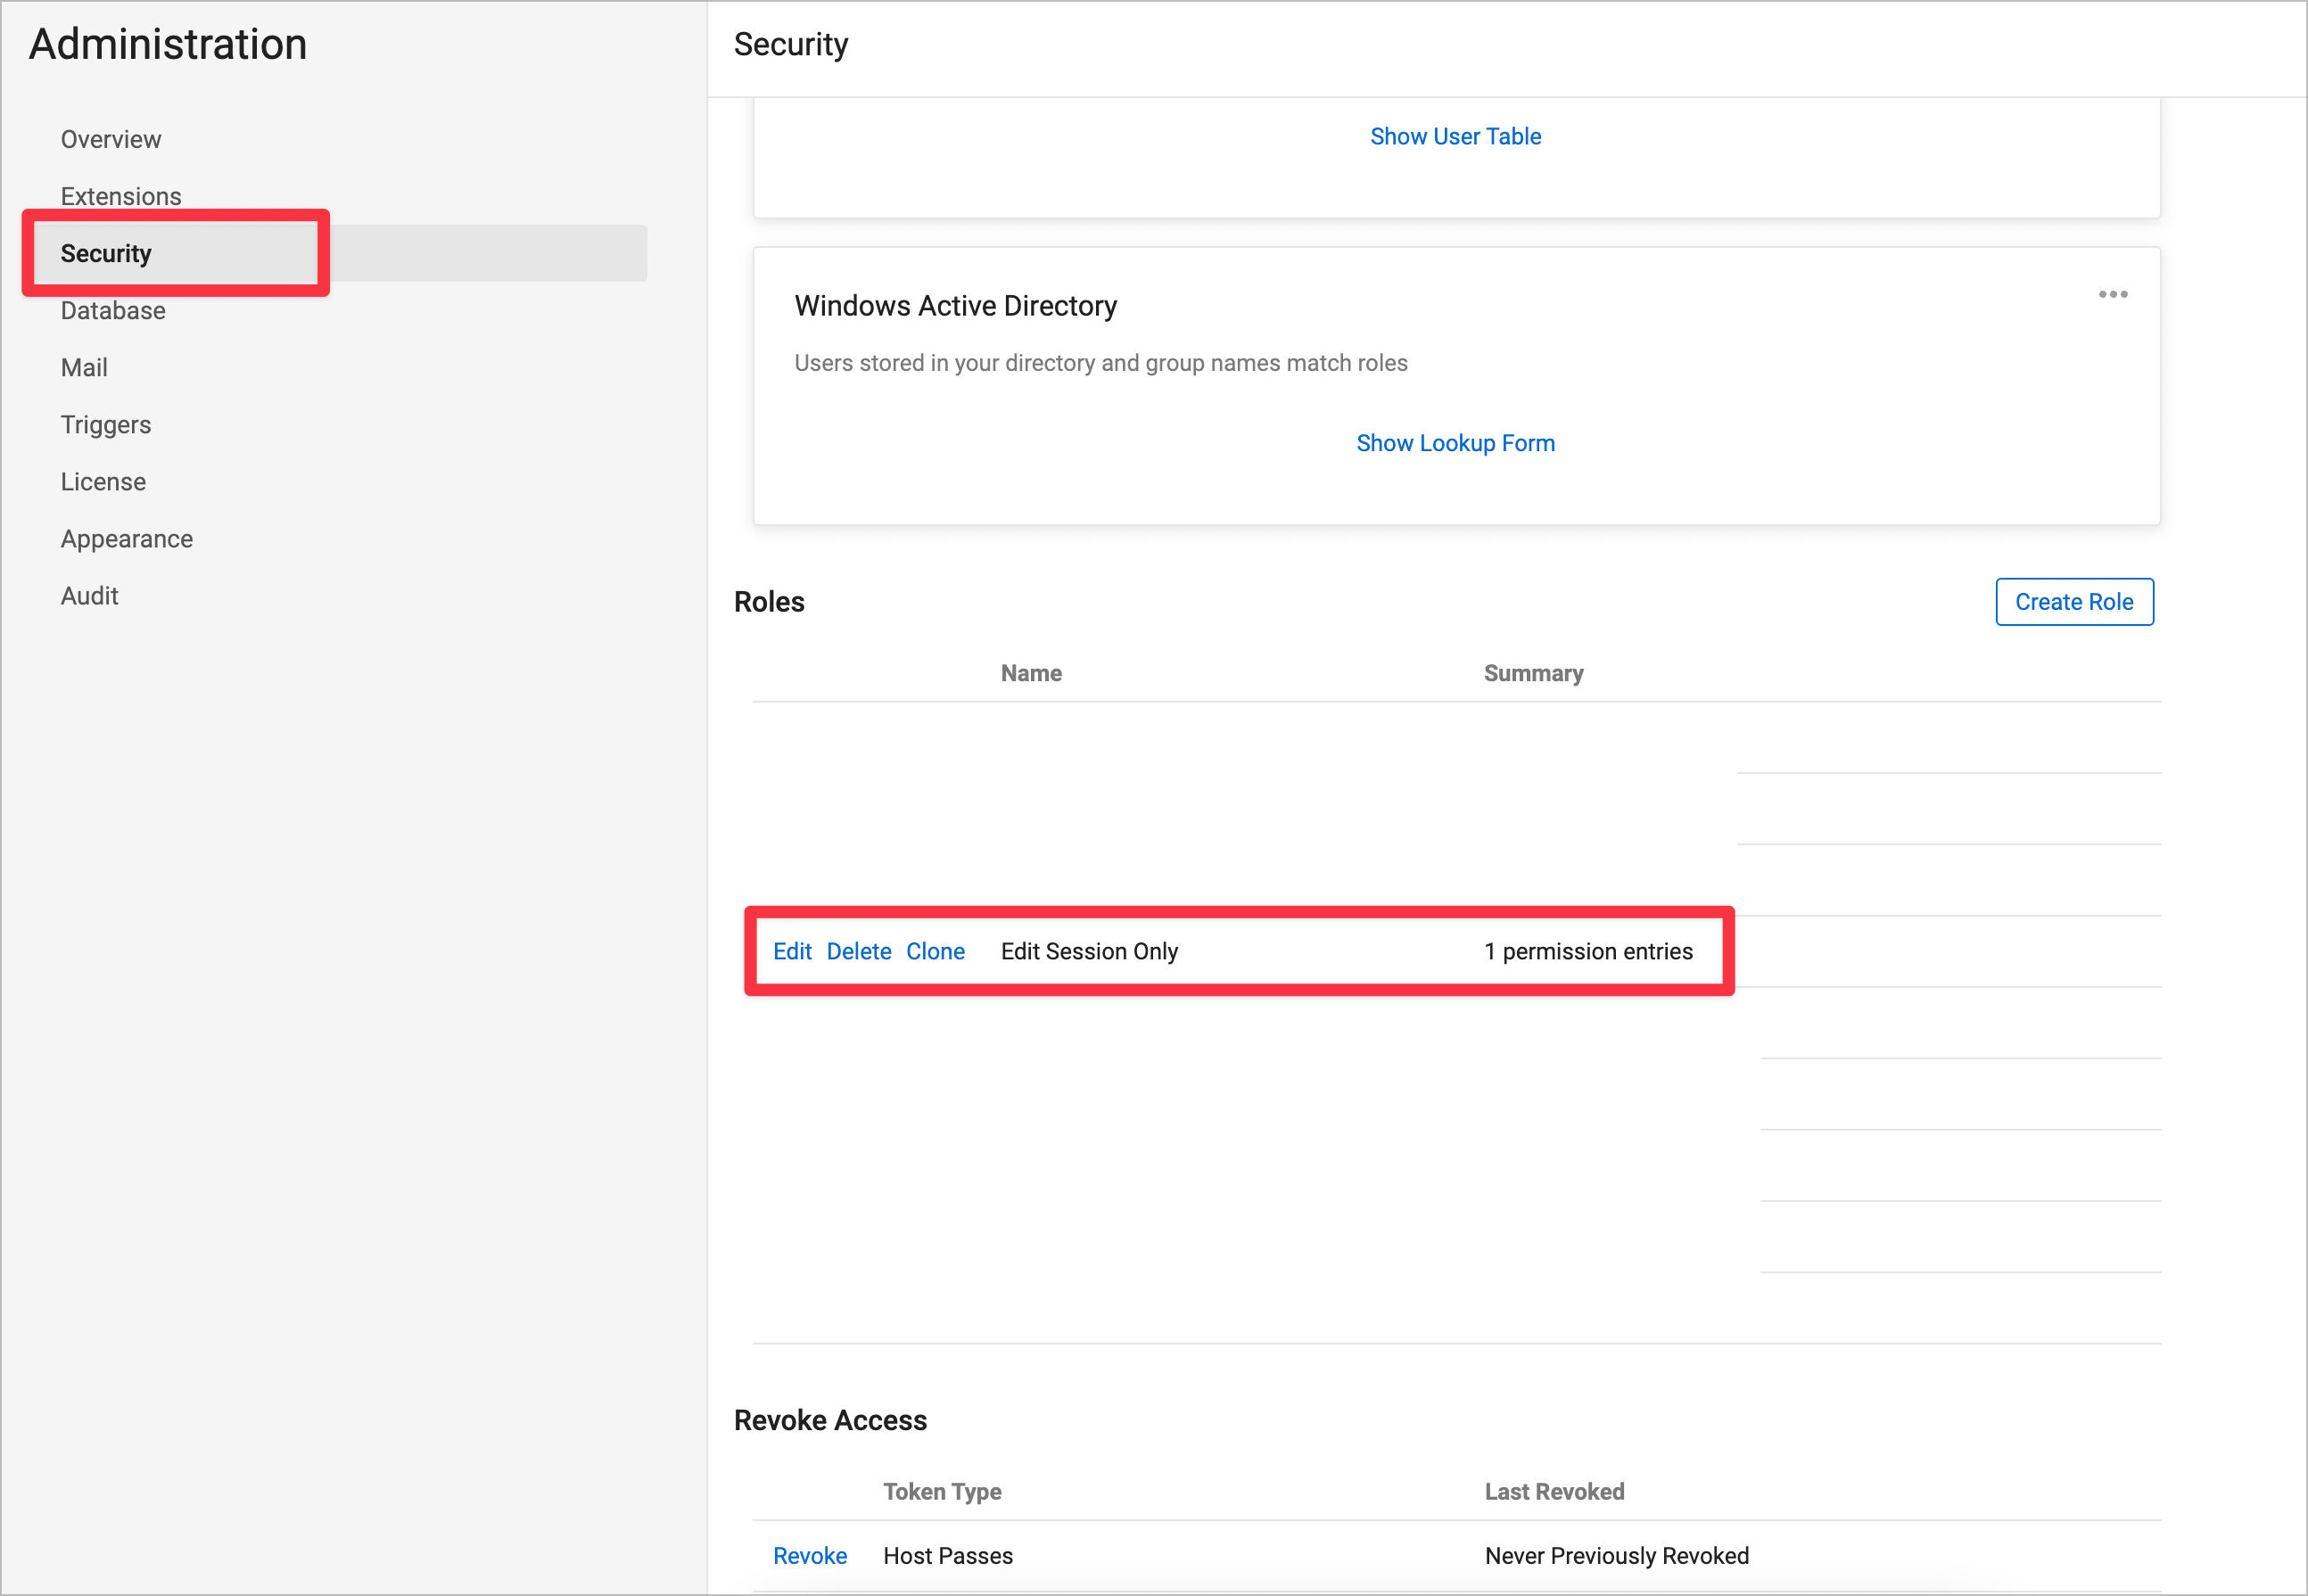 Administration
Overview
Extensions
Security
Database
Mail
Triggers
License
Appearance
Audit
Security
Show User Table
Windows Active Directory
Users stored in your directory and group names match roles
Show Lookup Form
Roles
Create Role
Name Summary
Edit Delete Clone Edit Session Only 1 permission entries
Revoke Access
Token Type Last Revoked
Revoke Host Passes Never Previously Revoked